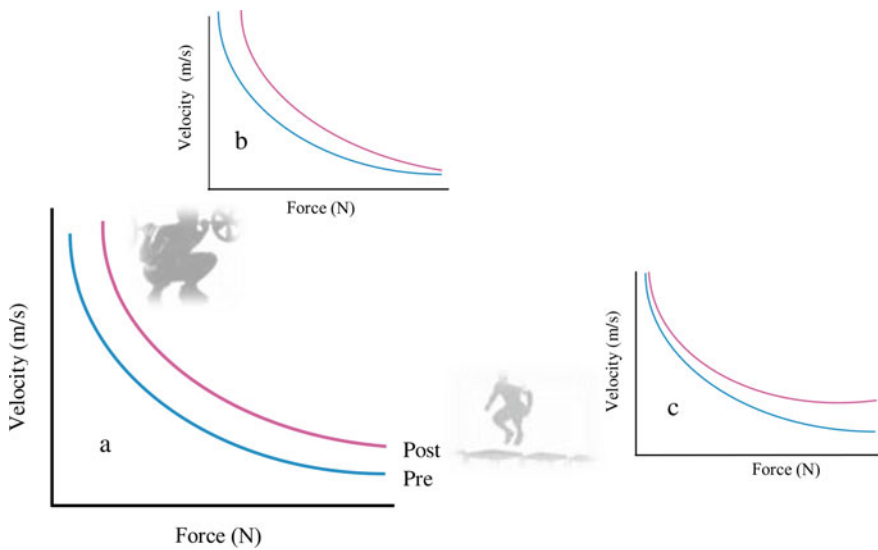 Velocity (m/s)
b
Force (N)
Velocity (m/s)
a
Post
Pre
Force (N)
Velocity (m/s)
c
Force (N)